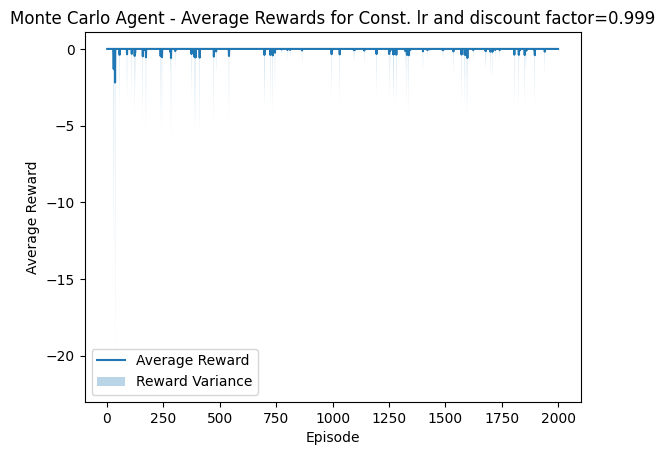 Monte Carlo Agent - Average Rewards for Const. lr and discount factor=0.999
Average Reward
0
−5
−10
−15
−20
Average Reward
Reward Variance
0
250
500
750
1000
1250
1500
1750
2000
Episode